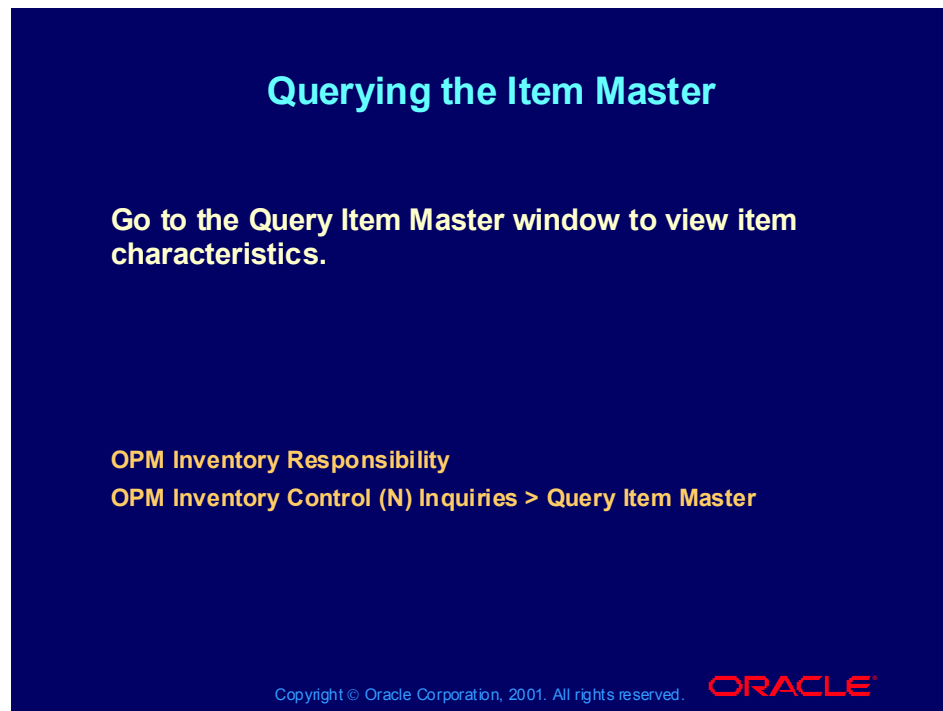 Querying the Item Master
Go to the Query Item Master window to view item
characteristics.
OPM Inventory Responsibility
OPM Inventory Control (N) Inquiries > Query Item Master
Copyright © Oracle Corporation, 2001. All rights reserved.
ORACLE®